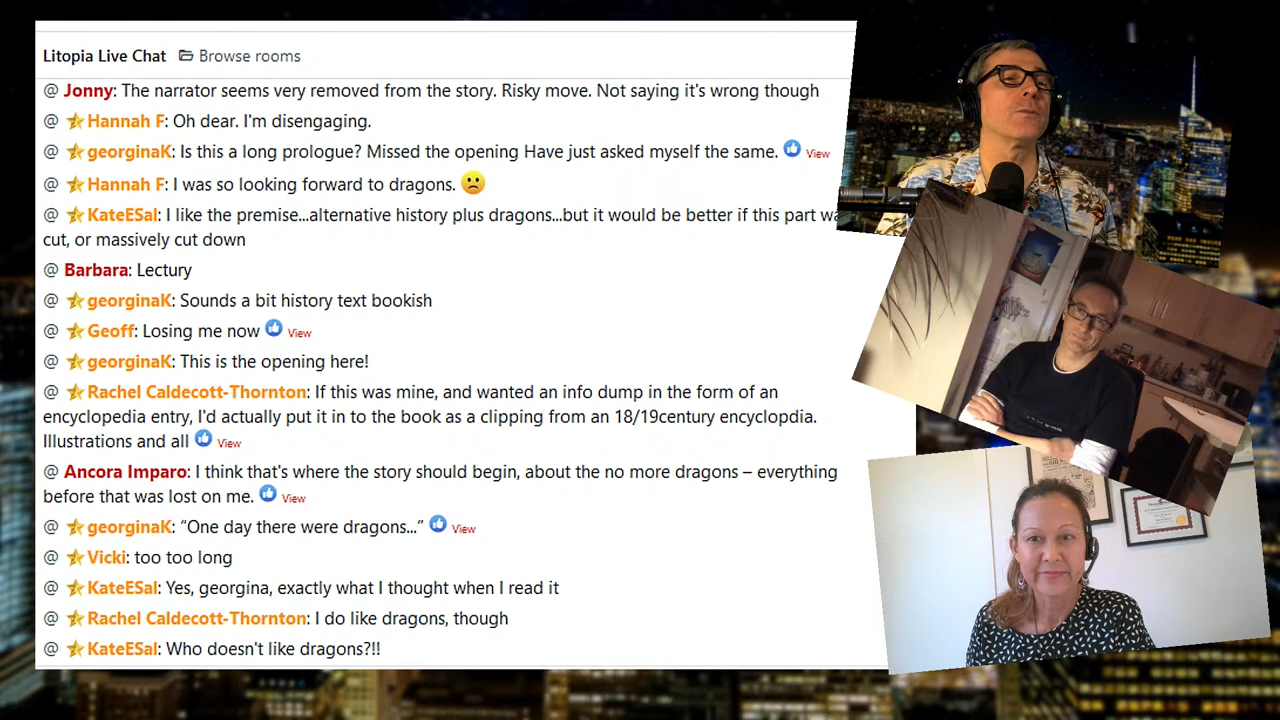 Litopia Live Chat Browse rooms
@ Jonny: The narrator seems very removed from the story. Risky move. Not saying it's wrong though
@ Hannah F: Oh dear. I'm disengaging.
@ georginaK: Is this a long prologue? Missed the opening Have just asked myself the same. View
@ Hannah F: I was so looking forward to dragons.
@ KateESal: I like the premise...alternative history plus dragons...but it would be better if this part
cut, or massively cut down
@ Barbara: Lectury
@ georginaK: Sounds a bit history text bookish
@ Geoff: Losing me now View
@ georginaK: This is the opening here!
@ Rachel Caldecott-Thornton: If this was mine, and wanted an info dump in the form of an
encyclopedia entry, I'd actually put it in to the book as a clipping from an 18/19century encyclopdia.
Illustrations and all View
@ Ancora Imparo: I think that's where the story should begin, about the no more dragons – everything
before that was lost on me. View
@ georginaK: “One day there were dragons...” View
@ Vicki: too too long
@ KateESal: Yes, georgina, exactly what I thought when I read it
@ Rachel Caldecott-Thornton: I do like dragons, though
@ KateESal: Who doesn't like dragons?!!